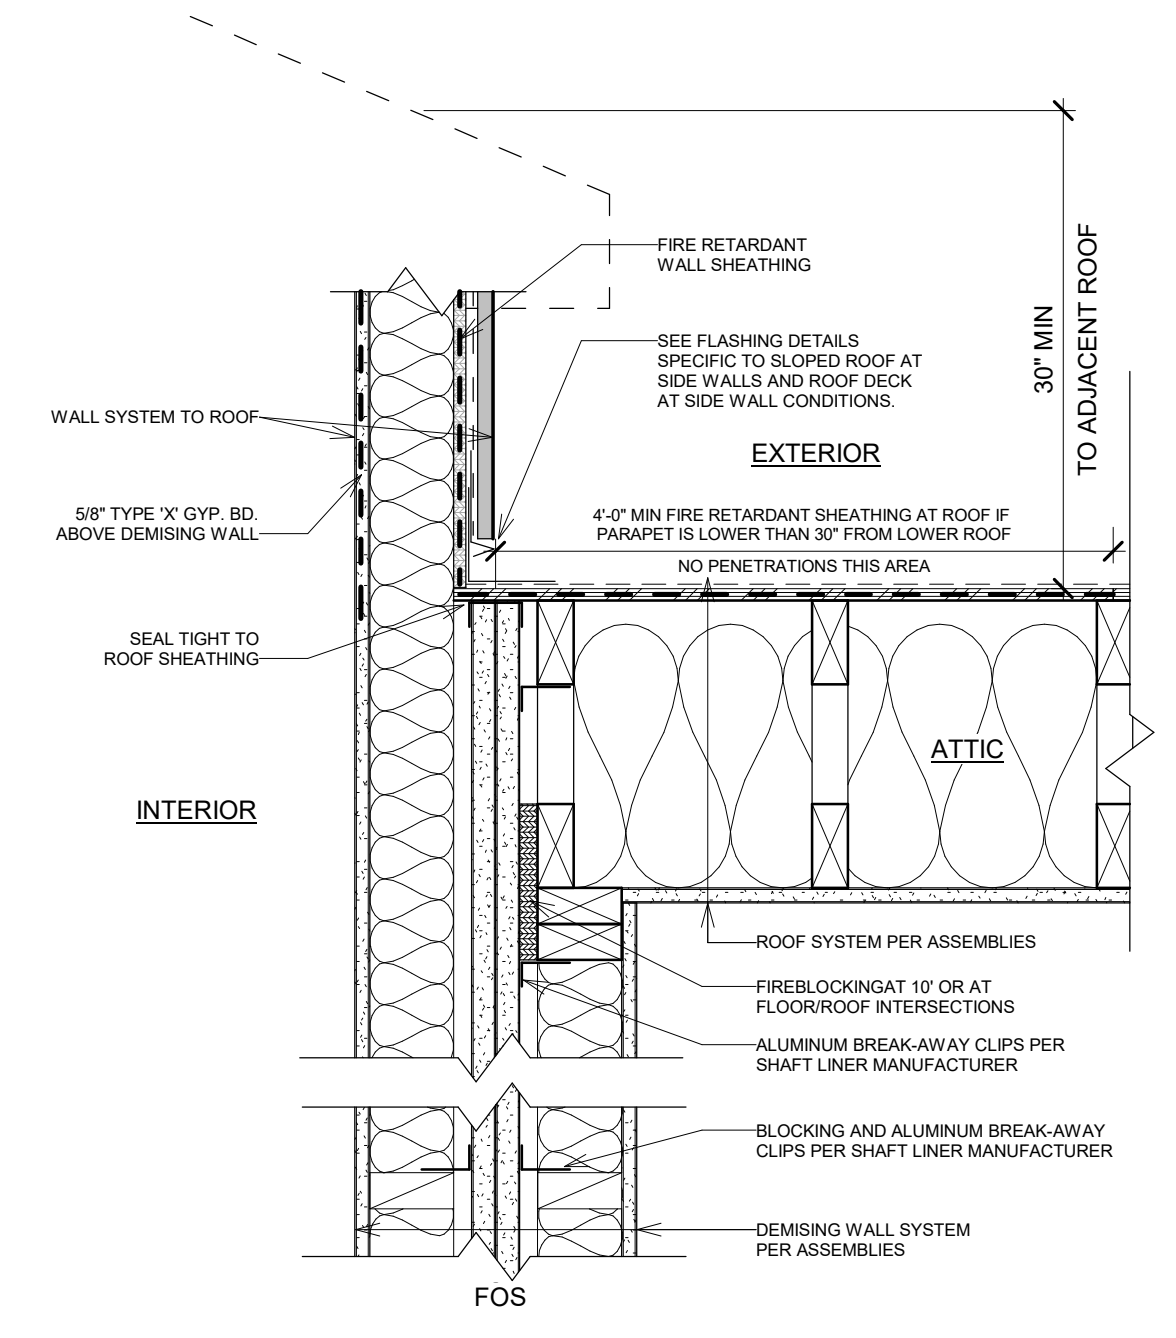 FIRE RETARDANT
WALL SHEATHING
SEE FLASHING DETAILS
SPECIFIC TO SLOPED ROOF AT
SIDE WALLS AND ROOF DECK
AT SIDE WALL CONDITIONS.
30" MIN
TO ADJACENT ROOF
WALL SYSTEM TO ROOF
EXTERIOR
5/8" TYPE 'X' GYP. BD.
ABOVE DEMISING WALL
4'-0" MIN FIRE RETARDANT SHEATHING AT ROOF IF
PARAPET IS LOWER THAN 30" FROM LOWER ROOF
NO PENETRATIONS THIS AREA
SEAL TIGHT TO
ROOF SHEATHING
ATTIC
INTERIOR
ROOF SYSTEM PER ASSEMBLIES
FIREBLOCKINGAT 10' OR AT
FLOOR/ROOF INTERSECTIONS
ALUMINUM BREAK-AWAY CLIPS PER
SHAFT LINER MANUFACTURER
BLOCKING AND ALUMINUM BREAK-AWAY
CLIPS PER SHAFT LINER MANUFACTURER
DEMISING WALL SYSTEM
PER ASSEMBLIES
FOS